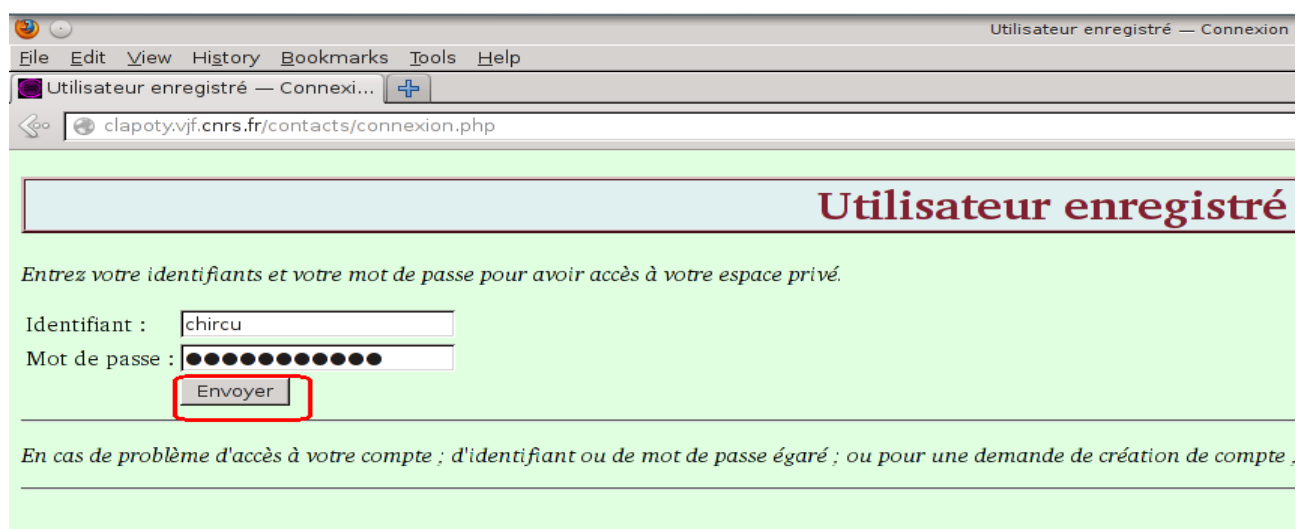 Utilisateur enregistré — Connexion
File Edit View History Bookmarks Tools Help
Utilisateur enregistré — Connexi...
clapoty.vjf.cnrs.fr/contacts/connexion.php
Utilisateur enregistré
Entrez votre identifiants et votre mot de passe pour avoir accès à votre espace privé.
Identifiant : chircu
Mot de passe : ●●●●●●●●●●●
Envoyer
En cas de problème d'accès à votre compte ; d'identifiant ou de mot de passe égaré ; ou pour une demande de création de compte ,